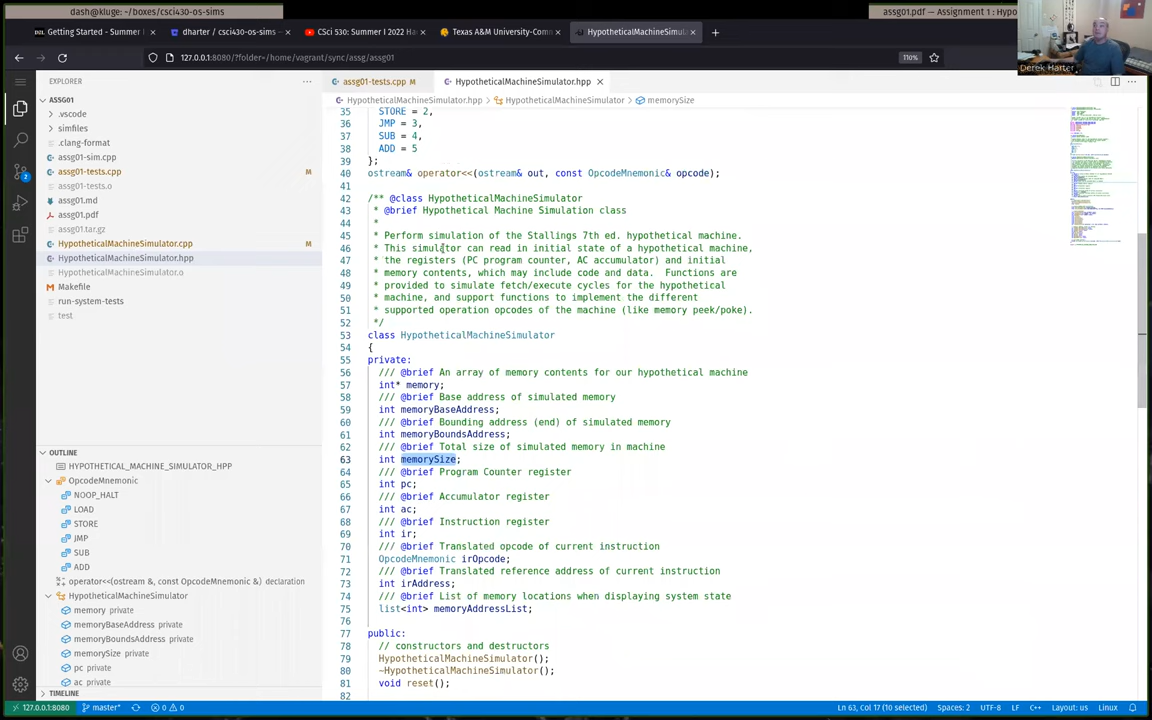 dash@kluge: ~/boxes/csci430-os-sims
assg01.pdf — Assignment 1 : Hypo
Getting Started - Summer I
dharter / csci430-os-sims
CSci 530: Summer I 2022 Har
Texas A&M University-Comm
HypotheticalMachineSimulat
127.0.0.1:8080/?folder=/home/vagrant/sync/assg/assg01
110%
Derek Harter
EXPLORER
assg01-tests.cpp M
HypotheticalMachineSimulator.hpp
HypotheticalMachineSimulator.hpp > HypotheticalMachineSimulator > memorySize
ASSG01
.vscode
simfiles
.clang-format
assg01-sim.cpp
assg01-tests.cpp M
assg01-tests.o
assg01.md
assg01.pdf
assg01.tar.gz
HypotheticalMachineSimulator.cpp M
HypotheticalMachineSimulator.hpp
HypotheticalMachineSimulator.o
Makefile
run-system-tests
test
2
OUTLINE
HYPOTHETICAL_MACHINE_SIMULATOR_HPP
OpcodeMnemonic
NOOP_HALT
LOAD
STORE
JMP
SUB
ADD
operator<<(ostream &, const OpcodeMnemonic &) declaration
HypotheticalMachineSimulator
memory private
memoryBaseAddress private
memoryBoundsAddress private
memorySize private
pc private
ac private
TIMELINE
35 STORE = 2,
36 JMP = 3,
37 SUB = 4,
38 ADD = 5
39 };
40 ostream& operator<<(ostream& out, const OpcodeMnemonic& opcode);
41
42 /** @class HypotheticalMachineSimulator
43 * @brief Hypothetical Machine Simulation class
44 *
45 * Perform simulation of the Stallings 7th ed. hypothetical machine.
46 * This simulator can read in initial state of a hypothetical machine,
47 * the registers (PC program counter, AC accumulator) and initial
48 * memory contents, which may include code and data.  Functions are
49 * provided to simulate fetch/execute cycles for the hypothetical
50 * machine, and support functions to implement the different
51 * supported operation opcodes of the machine (like memory peek/poke).
52 */
53 class HypotheticalMachineSimulator
54 {
55 private:
56 /// @brief An array of memory contents for our hypothetical machine
57 int* memory;
58 /// @brief Base address of simulated memory
59 int memoryBaseAddress;
60 /// @brief Bounding address (end) of simulated memory
61 int memoryBoundsAddress;
62 /// @brief Total size of simulated memory in machine
63 int memorySize;
64 /// @brief Program Counter register
65 int pc;
66 /// @brief Accumulator register
67 int ac;
68 /// @brief Instruction register
69 int ir;
70 /// @brief Translated opcode of current instruction
71 OpcodeMnemonic irOpcode;
72 /// @brief Translated reference address of current instruction
73 int irAddress;
74 /// @brief List of memory locations when displaying system state
75 list<int> memoryAddressList;
76
77 public:
78 // constructors and destructors
79 HypotheticalMachineSimulator();
80 ~HypotheticalMachineSimulator();
81 void reset();
82
127.0.0.1:8080
master*
0 0
Ln 63, Col 17 (10 selected)
Spaces: 2
UTF-8
LF
C++
Layout: us
Linux